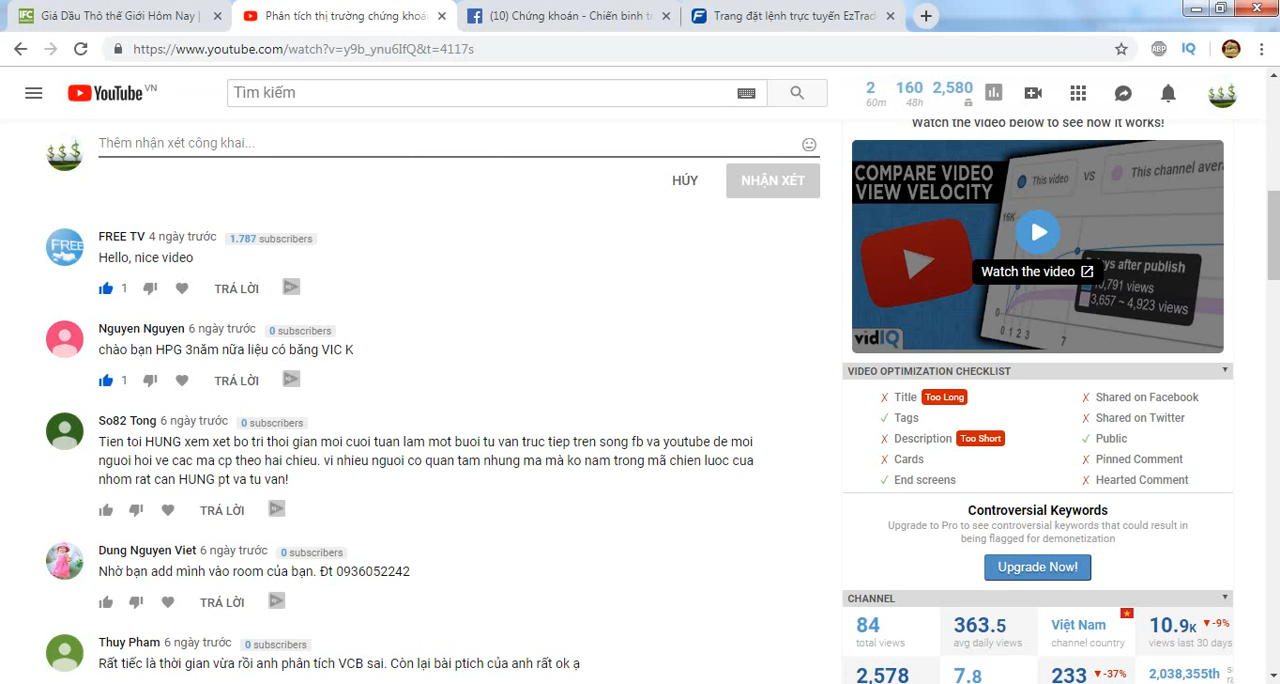 Giá Dầu Thô thế Giới Hôm Nay |
Phân tích thị trường chứng khoá
(10) Chứng khoán - Chiến binh t
Trang đặt lệnh trực tuyến EzTrad
https://www.youtube.com/watch?v=y9b_ynu6IfQ&t=4117s
ABP
IQ
YouTube VN
Tìm kiếm
2 160 2,580
60m 48h
Thêm nhận xét công khai...
HỦY NHẬN XÉT
FREE TV 4 ngày trước 1.787 subscribers
Hello, nice video
1 TRẢ LỜI
Nguyen Nguyen 6 ngày trước 0 subscribers
chào bạn HPG 3năm nữa liệu có băng VIC K
1 TRẢ LỜI
So82 Tong 6 ngày trước 0 subscribers
Tien toi HUNG xem xet bo tri thoi gian moi cuoi tuan lam mot buoi tu van truc tiep tren song fb va youtube de moi
nguoi hoi ve cac ma cp theo hai chieu. vi nhieu nguoi co quan tam nhung ma mà ko nam trong mã chien luoc cua
nhom rat can HUNG pt va tu van!
TRẢ LỜI
Dung Nguyen Viet 6 ngày trước 0 subscribers
Nhờ bạn add mình vào room của bạn. Đt 0936052242
TRẢ LỜI
Thuy Pham 6 ngày trước 0 subscribers
Rất tiếc là thời gian vừa rồi anh phân tích VCB sai. Còn lại bài ptich của anh rất ok ạ
Watch the video below to see how it works!
COMPARE VIDEO
VIEW VELOCITY
This video VS This channel avera
16K
Watch the video
days after publish
10,791 views
3,657 ~ 4,923 views
0 1 2 3 7
vidIQ
VIDEO OPTIMIZATION CHECKLIST
✗ Title Too Long ✗ Shared on Facebook
✓ Tags ✗ Shared on Twitter
✗ Description Too Short ✓ Public
✗ Cards ✗ Pinned Comment
✓ End screens ✗ Hearted Comment
Controversial Keywords
Upgrade to Pro to see controversial keywords that could result in
being flagged for demonetization
Upgrade Now!
CHANNEL
84 363.5 Việt Nam 10.9K ▼-9%
total views avg daily views channel country views last 30 days
2,578 7.8 233 ▼-37% 2,038,355th